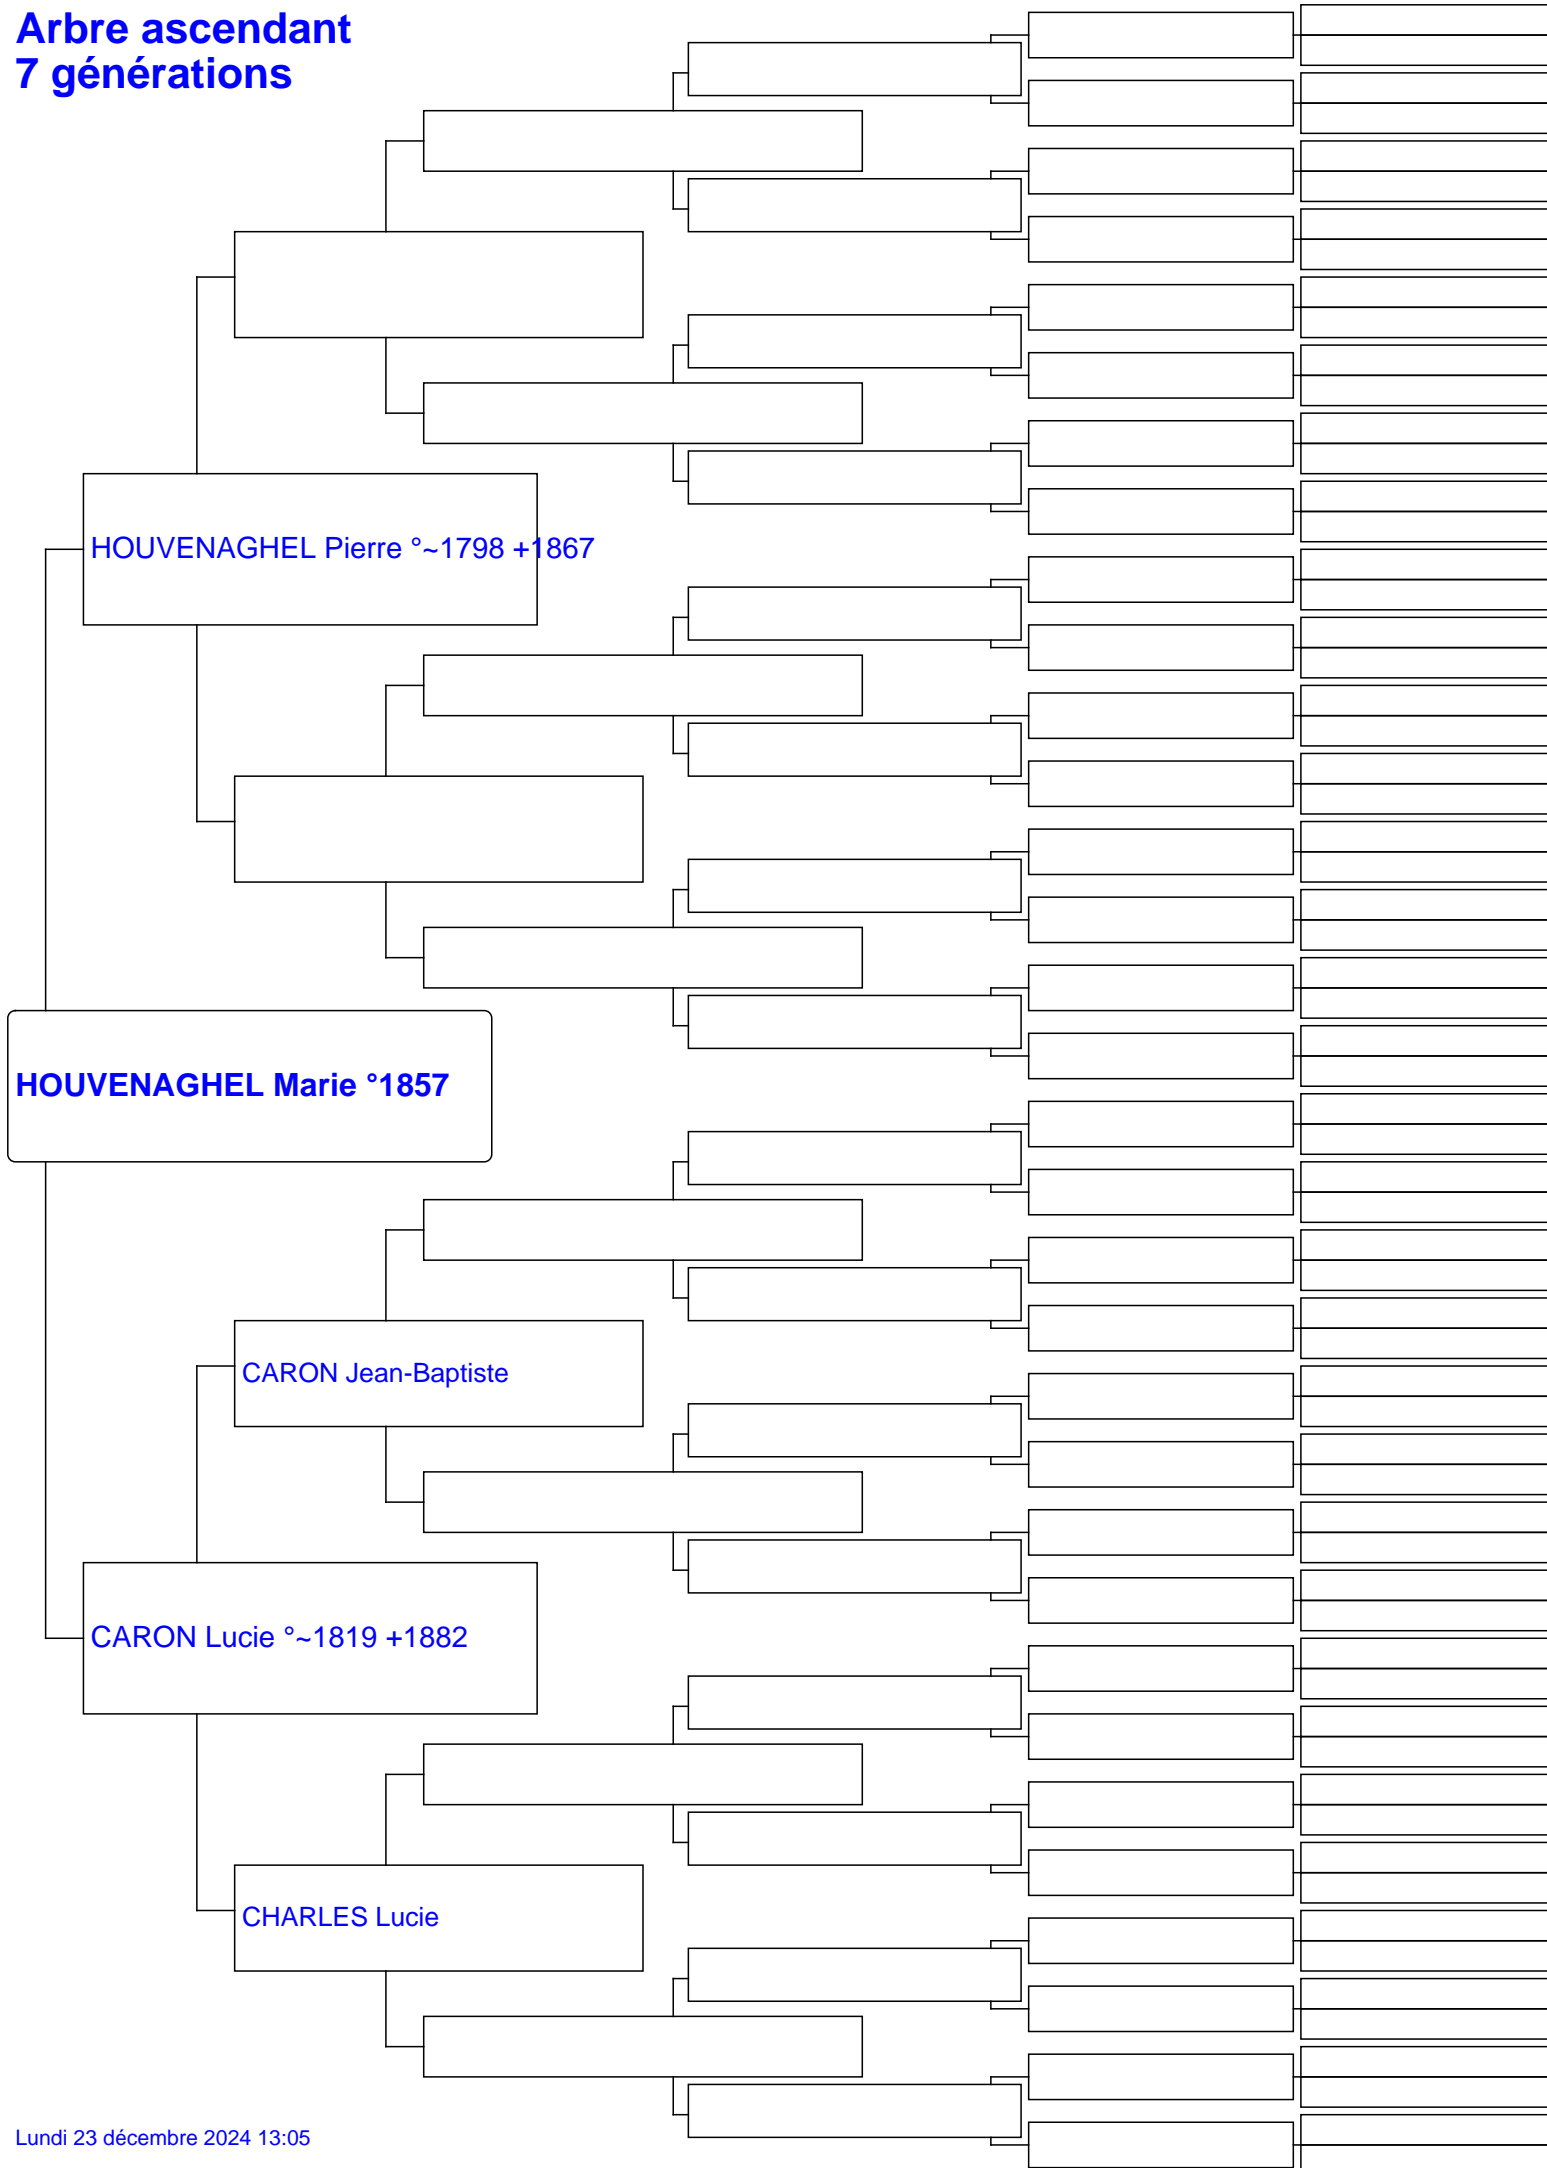 Arbre ascendant
7 générations
HOUVENAGHEL Pierre °~1798 +1867
HOUVENAGHEL Marie °1857
CARON Jean-Baptiste
CARON Lucie °~1819 +1882
CHARLES Lucie
Lundi 23 décembre 2024 13:05